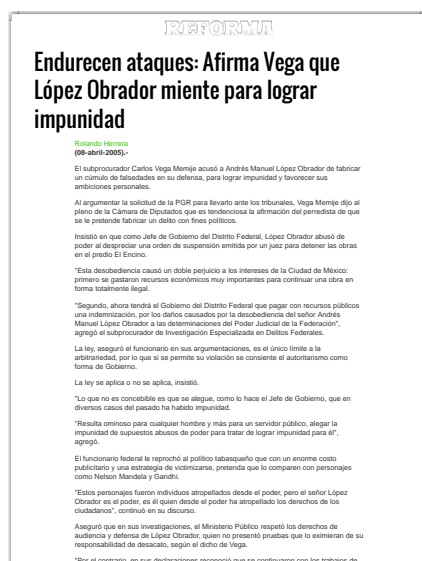 REFORMA
Endurecen ataques: Afirma Vega que
López Obrador miente para lograr
impunidad
Rolando Herrera
(08-abril-2005).-
El subprocurador Carlos Vega Memije acusó a Andrés Manuel López Obrador de fabricar
un cúmulo de falsedades en su defensa, para lograr impunidad y favorecer sus
ambiciones personales.
Al argumentar la solicitud de la PGR para llevarlo ante los tribunales, Vega Memije dijo al
pleno de la Cámara de Diputados que es tendenciosa la afirmación del perredista de que
se le pretende fabricar un delito con fines políticos.
Insistió en que como Jefe de Gobierno del Distrito Federal, López Obrador abusó de
poder al despreciar una orden de suspensión emitida por un juez para detener las obras
en el predio El Encino.
"Esta desobediencia causó un doble perjuicio a los intereses de la Ciudad de México:
primero se gastaron recursos económicos muy importantes para continuar una obra en
forma totalmente ilegal.
"Segundo, ahora tendrá el Gobierno del Distrito Federal que pagar con recursos públicos
una indemnización, por los daños causados por la desobediencia del señor Andrés
Manuel López Obrador a las determinaciones del Poder Judicial de la Federación",
agregó el subprocurador de Investigación Especializada en Delitos Federales.
La ley, aseguró el funcionario en sus argumentaciones, es el único límite a la
arbitrariedad, por lo que si se permite su violación se consiente el autoritarismo como
forma de Gobierno.
La ley se aplica o no se aplica, insistió.
"Lo que no es concebible es que se alegue, como lo hace el Jefe de Gobierno, que en
diversos casos del pasado ha habido impunidad.
"Resulta ominoso para cualquier hombre y más para un servidor público, alegar la
impunidad de supuestos abusos de poder para tratar de lograr impunidad para él",
agregó.
El funcionario federal le reprochó al político tabasqueño que con un enorme costo
publicitario y una estrategia de victimizarse, pretenda que lo comparen con personajes
como Nelson Mandela y Gandhi.
"Estos personajes fueron individuos atropellados desde el poder, pero el señor López
Obrador es el poder, es él quien desde el poder ha atropellado los derechos de los
ciudadanos", continuó en su discurso.
Aseguró que en sus investigaciones, el Ministerio Público respetó los derechos de
audiencia y defensa de López Obrador, quien no presentó pruebas que lo eximieran de su
responsabilidad de desacato, según el dicho de Vega.
"Por el contrario, en sus declaraciones reconoció que se continuaron con los trabajos de